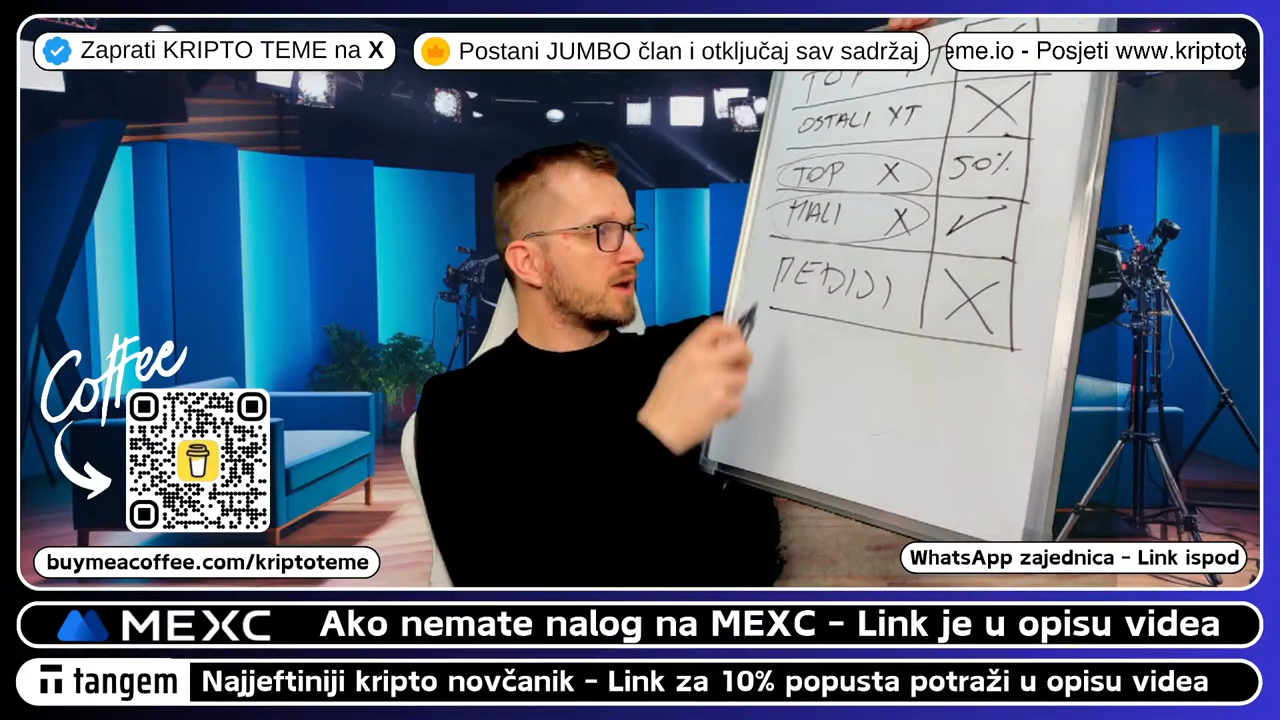 Zaprati KRIPTO TEME na X
Postani JUMBO član i otključaj sav sadržaj
eme.io - Posjeti www.kriptote
TOP
OSTALI YT
TOP X
50%
MALI X
MEDIJI
Coffee
buymeacoffee.com/kriptoteme
WhatsApp zajednica - Link ispod
MEXC
Ako nemate nalog na MEXC - Link je u opisu videa
tangem
Najjeftiniji kripto novčanik - Link za 10% popusta potraži u opisu videa